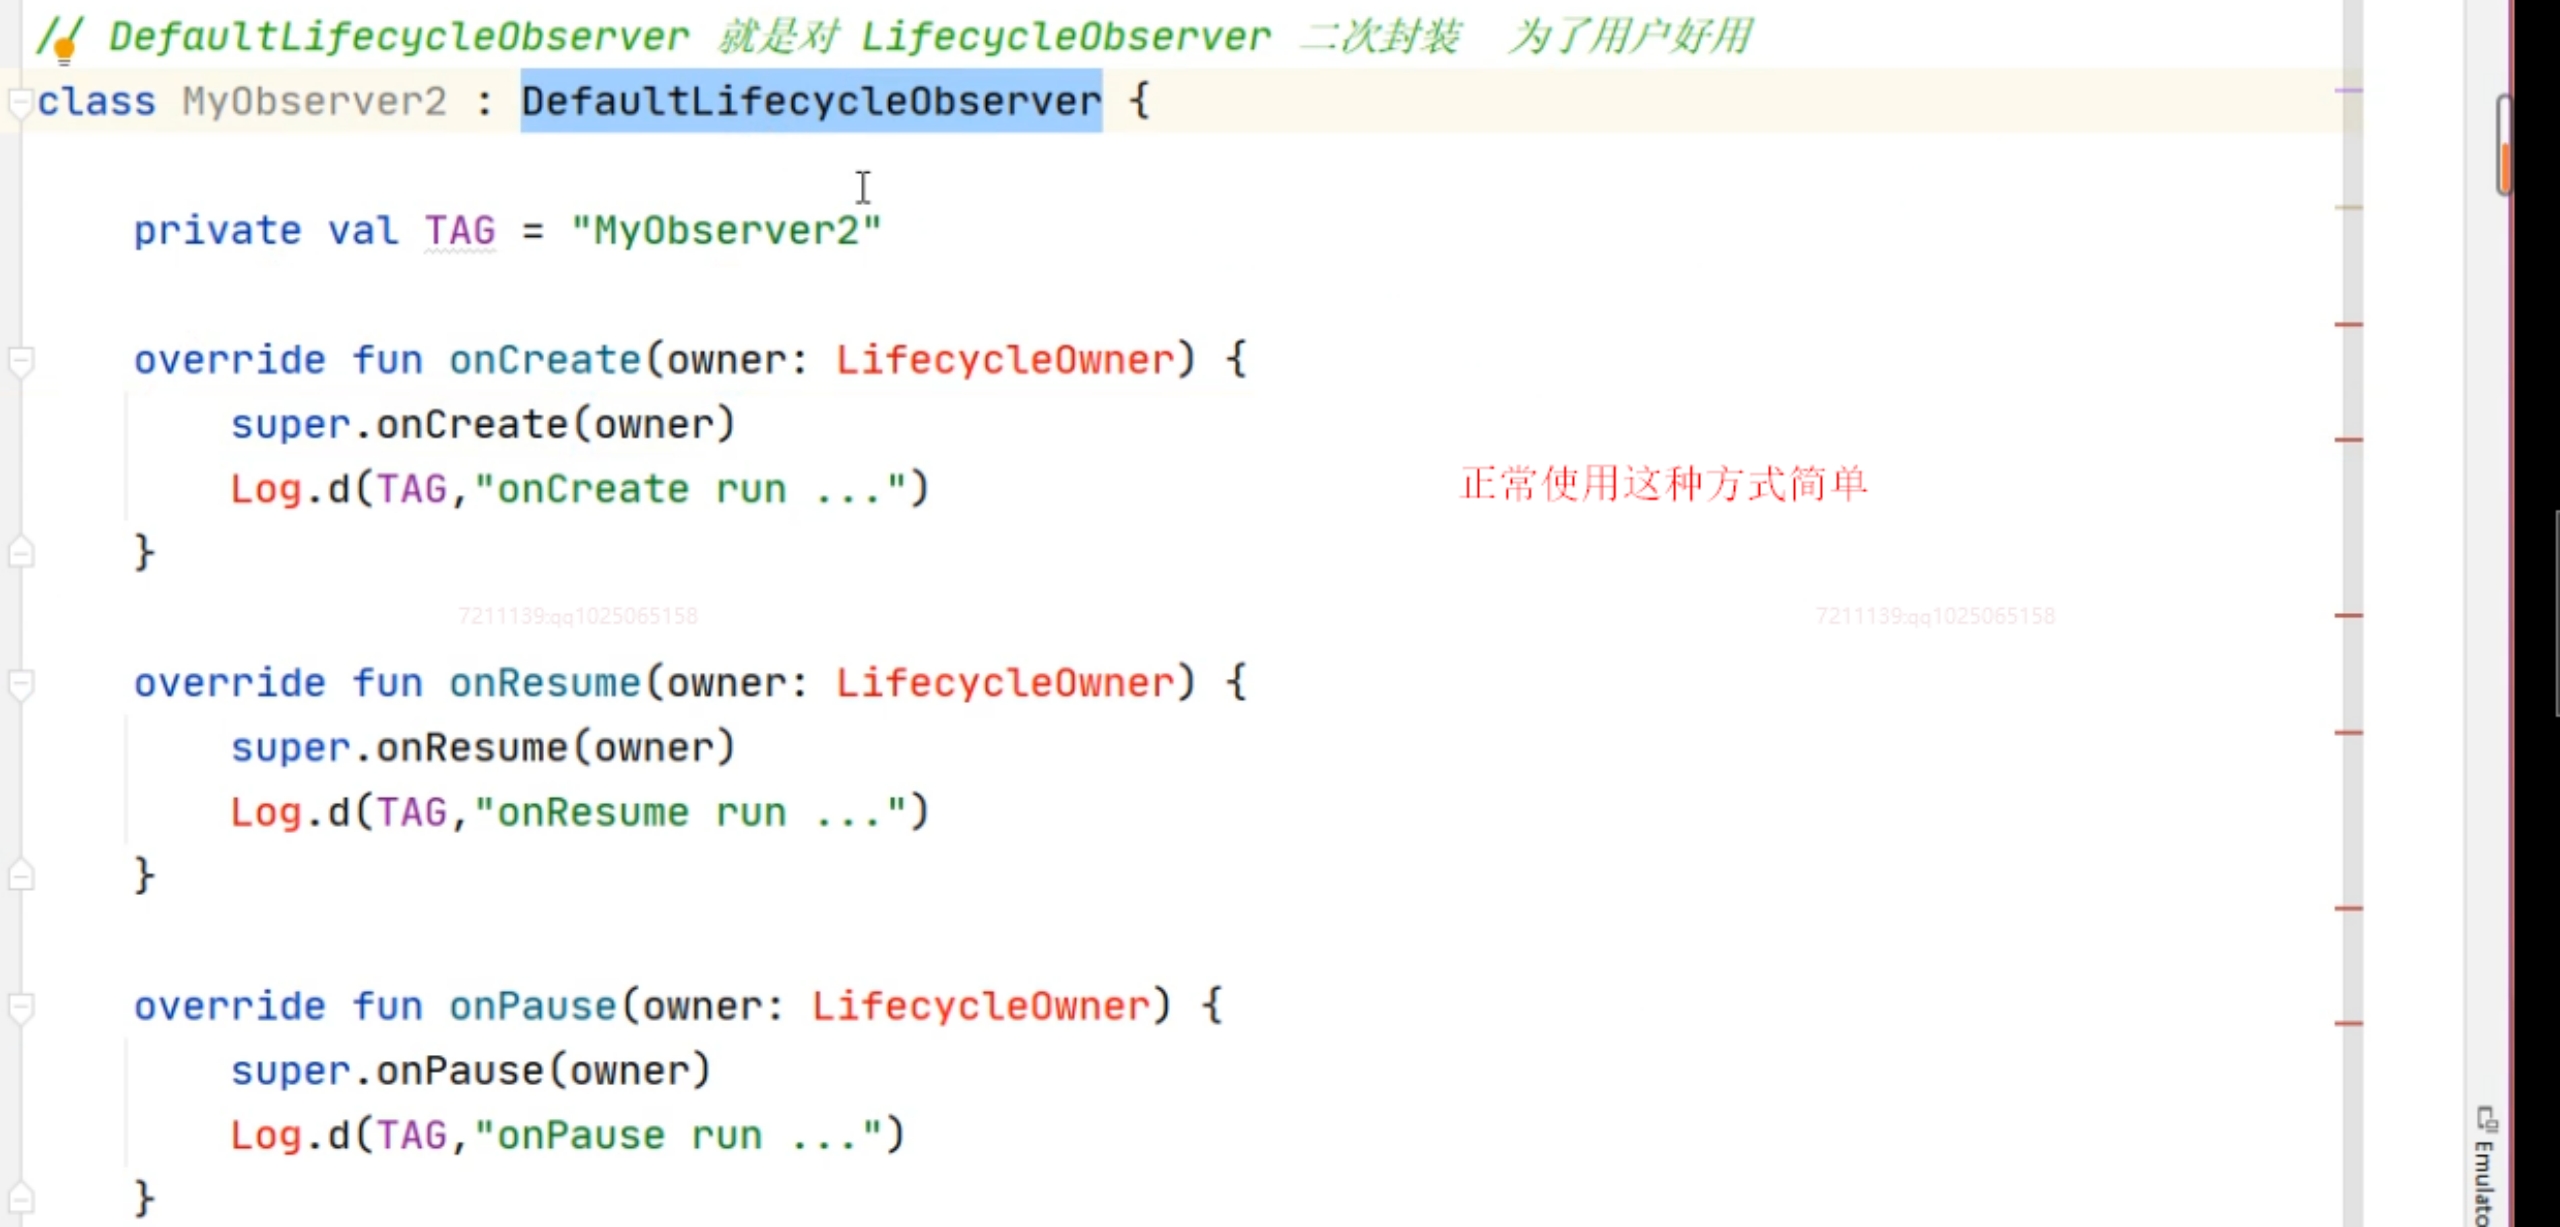 // DefaultLifecycleObserver 就是对 LifecycleObserver 二次封装 为了用户好用
class MyObserver2 : DefaultLifecycleObserver {
private val TAG = "MyObserver2"
override fun onCreate(owner: LifecycleOwner) {
super.onCreate(owner)
Log.d(TAG,"onCreate run ...")
正常使用这种方式简单
}
7211139:qq1025065158 7211139:qq1025065158
override fun onResume(owner: LifecycleOwner) {
super.onResume(owner)
Log.d(TAG,"onResume run ...")
}
override fun onPause(owner: LifecycleOwner) {
super.onPause(owner)
Log.d(TAG,"onPause run ...")
}